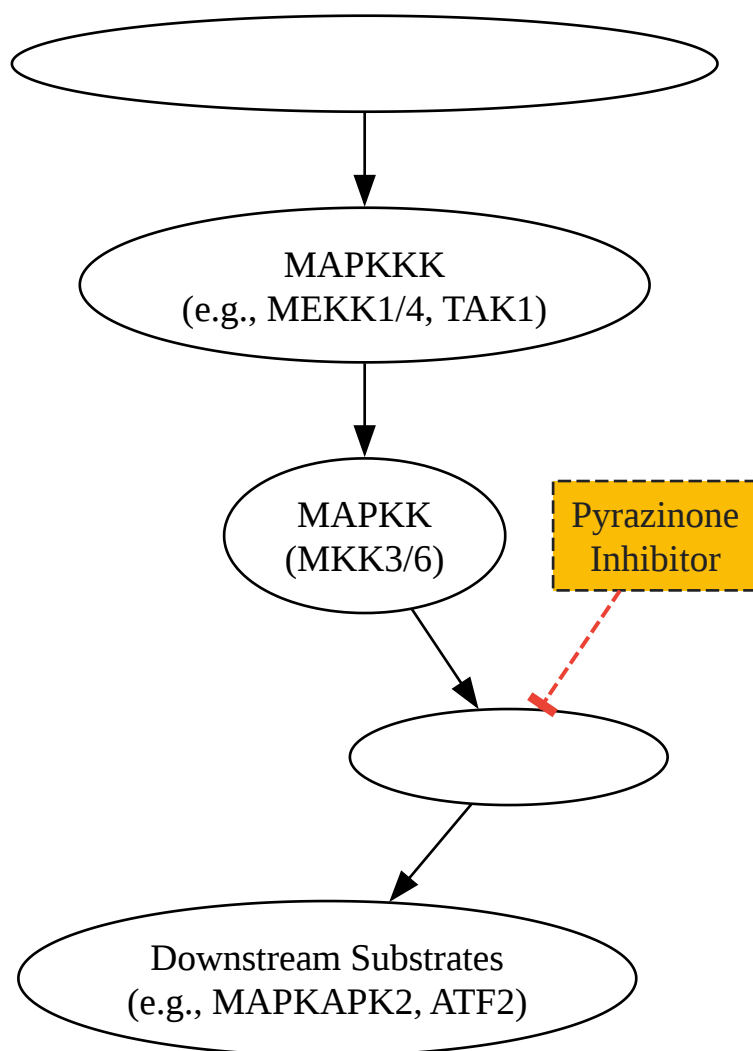 MAPKKK
(e.g., MEKK1/4, TAK1)
MAPKK
(MKK3/6)
Pyrazinone
Inhibitor
Downstream Substrates
(e.g., MAPKAPK2, ATF2)